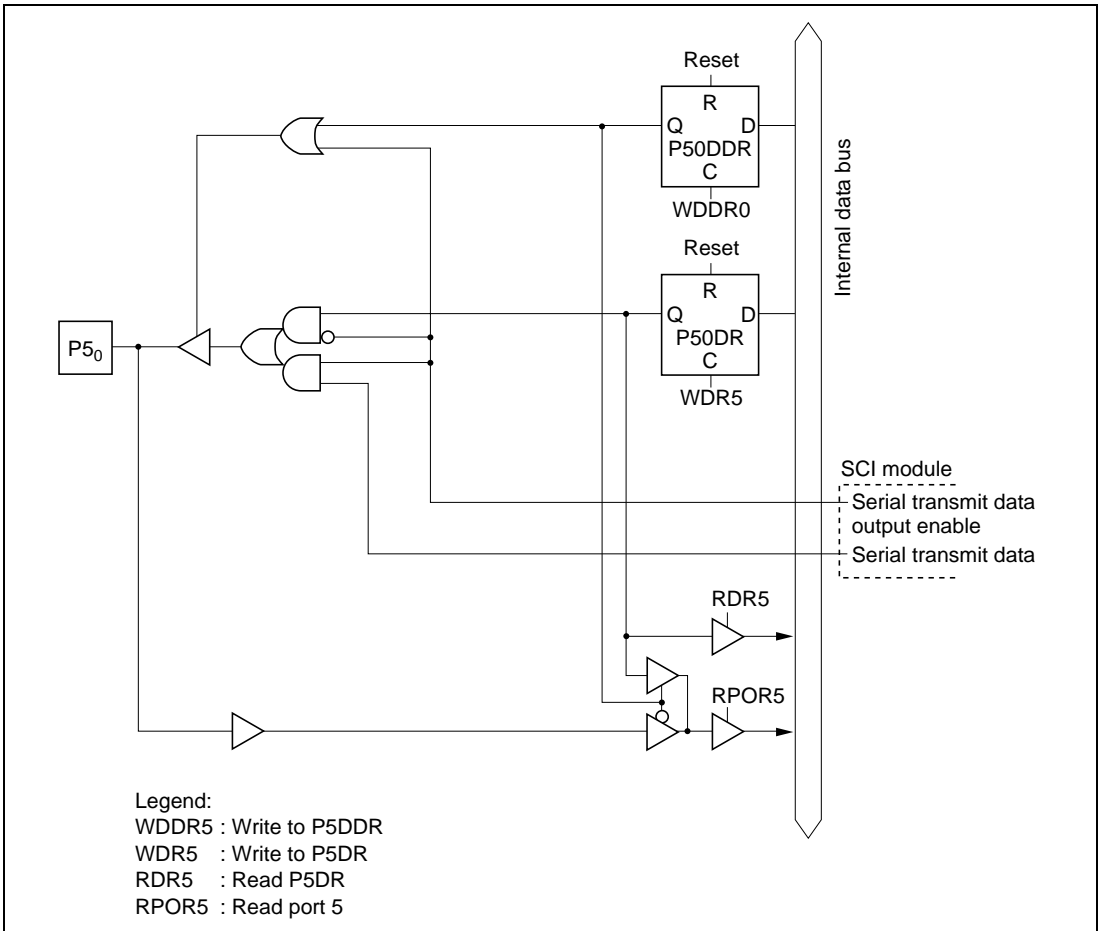 Reset
R
Q D
P50DDR
C
WDDR0
Internal data bus
Reset
R
Q D
P50DR
C
WDR5
P5₀
SCI module
Serial transmit data
output enable
Serial transmit data
RDR5
RPOR5
Legend:
WDDR5 : Write to P5DDR
WDR5 : Write to P5DR
RDR5 : Read P5DR
RPOR5 : Read port 5